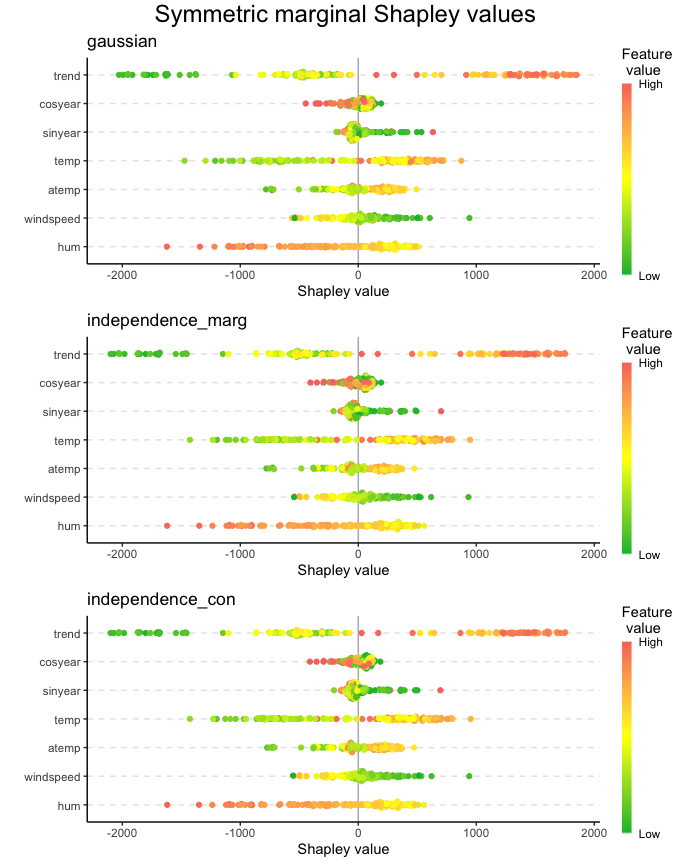 Symmetric marginal Shapley values
gaussian
Feature
value
High
Low
trend
cosyear
sinyear
temp
atemp
windspeed
hum
-2000 -1000 0 1000 2000
Shapley value
independence_marg
Feature
value
High
Low
trend
cosyear
sinyear
temp
atemp
windspeed
hum
-2000 -1000 0 1000 2000
Shapley value
independence_con
Feature
value
High
Low
trend
cosyear
sinyear
temp
atemp
windspeed
hum
-2000 -1000 0 1000 2000
Shapley value